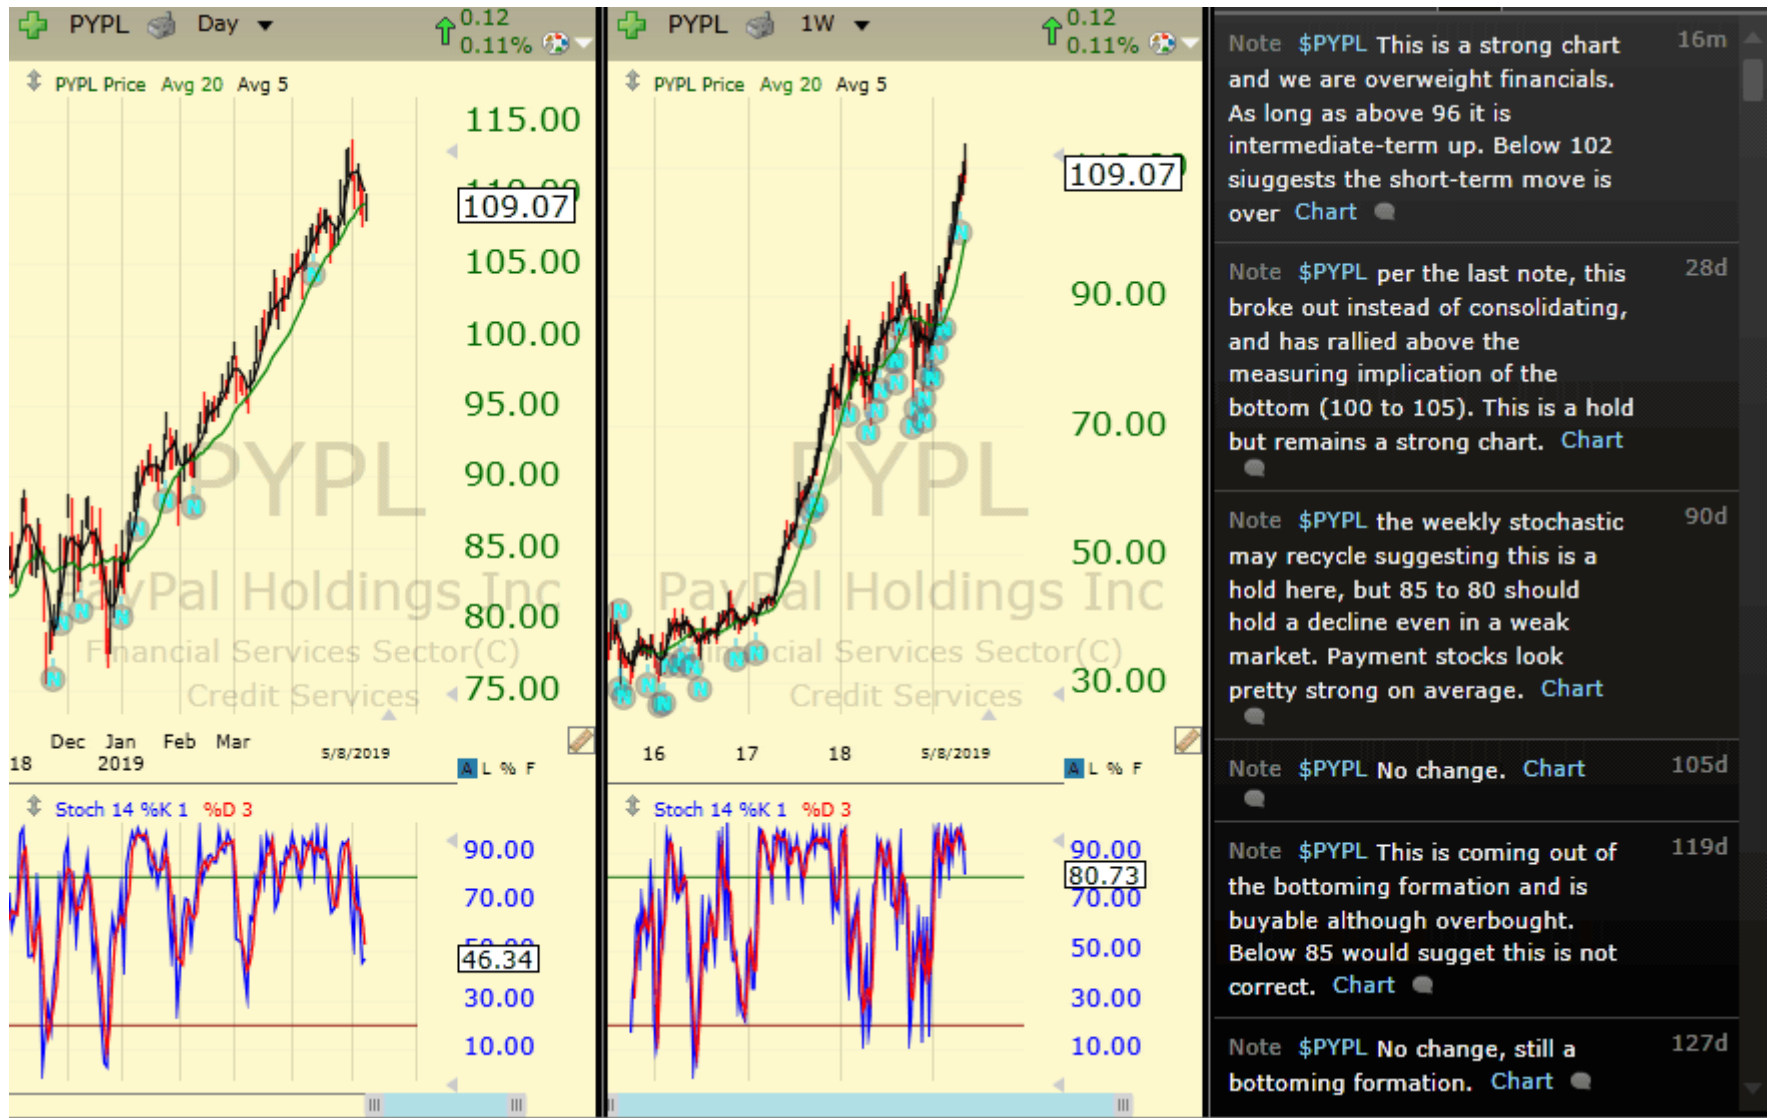 PYPL Day
0.12
0.11%
PYPL Price Avg 20 Avg 5
115.00
109.07
105.00
100.00
95.00
90.00
85.00
80.00
75.00
PYPL
PayPal Holdings Inc
Financial Services Sector(C)
Credit Services
Dec Jan Feb Mar
18 2019 5/8/2019
A L % F
Stoch 14 %K 1 %D 3
90.00
70.00
46.34
30.00
10.00
PYPL 1W
0.12
0.11%
PYPL Price Avg 20 Avg 5
109.07
90.00
70.00
50.00
30.00
PYPL
PayPal Holdings Inc
Financial Services Sector(C)
Credit Services
16 17 18 5/8/2019
A L % F
Stoch 14 %K 1 %D 3
90.00
80.73
70.00
50.00
30.00
10.00
Note $PYPL This is a strong chart 16m
and we are overweight financials.
As long as above 96 it is
intermediate-term up. Below 102
siuggests the short-term move is
over Chart
Note $PYPL per the last note, this 28d
broke out instead of consolidating,
and has rallied above the
measuring implication of the
bottom (100 to 105). This is a hold
but remains a strong chart. Chart
Note $PYPL the weekly stochastic 90d
may recycle suggesting this is a
hold here, but 85 to 80 should
hold a decline even in a weak
market. Payment stocks look
pretty strong on average. Chart
Note $PYPL No change. Chart 105d
Note $PYPL This is coming out of 119d
the bottoming formation and is
buyable although overbought.
Below 85 would sugget this is not
correct. Chart
Note $PYPL No change, still a 127d
bottoming formation. Chart